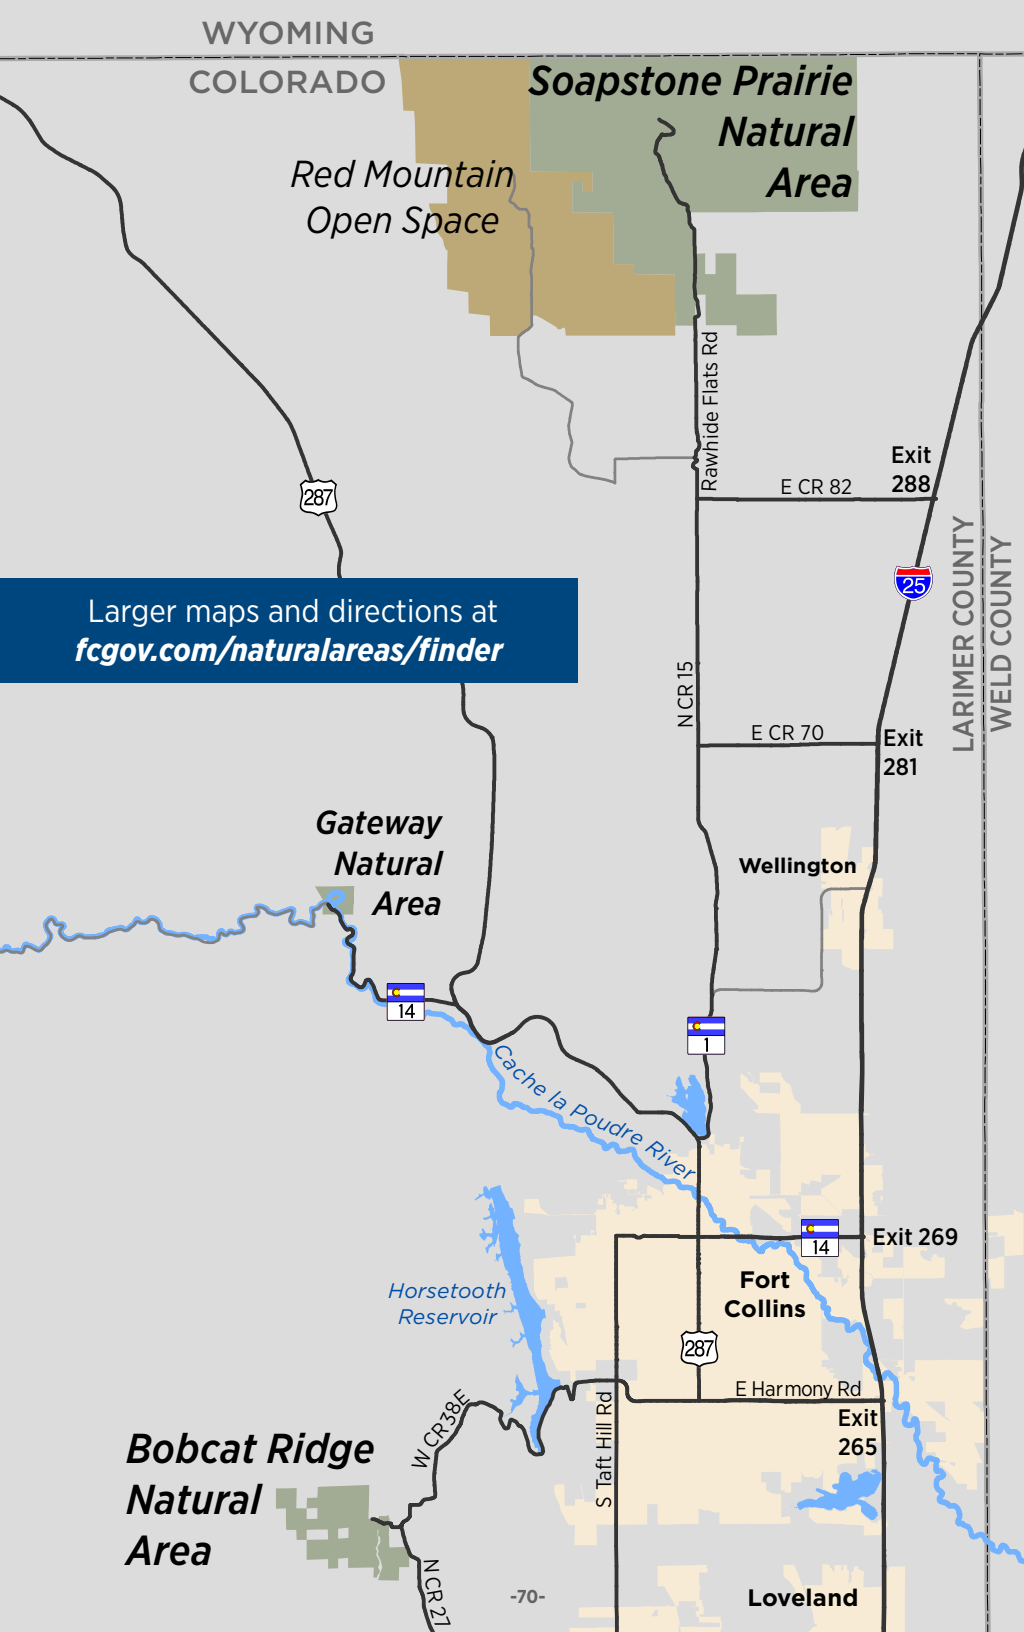 WYOMING
COLORADO
Soapstone Prairie
Natural
Area
Red Mountain
Open Space
Rawhide Flats Rd
Exit
288
E CR 82
287
25
LARIMER COUNTY
WELD COUNTY
Larger maps and directions at
fcgov.com/naturalareas/finder
N CR 15
E CR 70
Exit
281
Gateway
Natural
Area
Wellington
14
1
Cache la Poudre River
14
Exit 269
Horsetooth
Reservoir
Fort
Collins
287
E Harmony Rd
Exit
265
S Taft Hill Rd
W CR38E
Bobcat Ridge
Natural
Area
N CR 27
-70-
Loveland